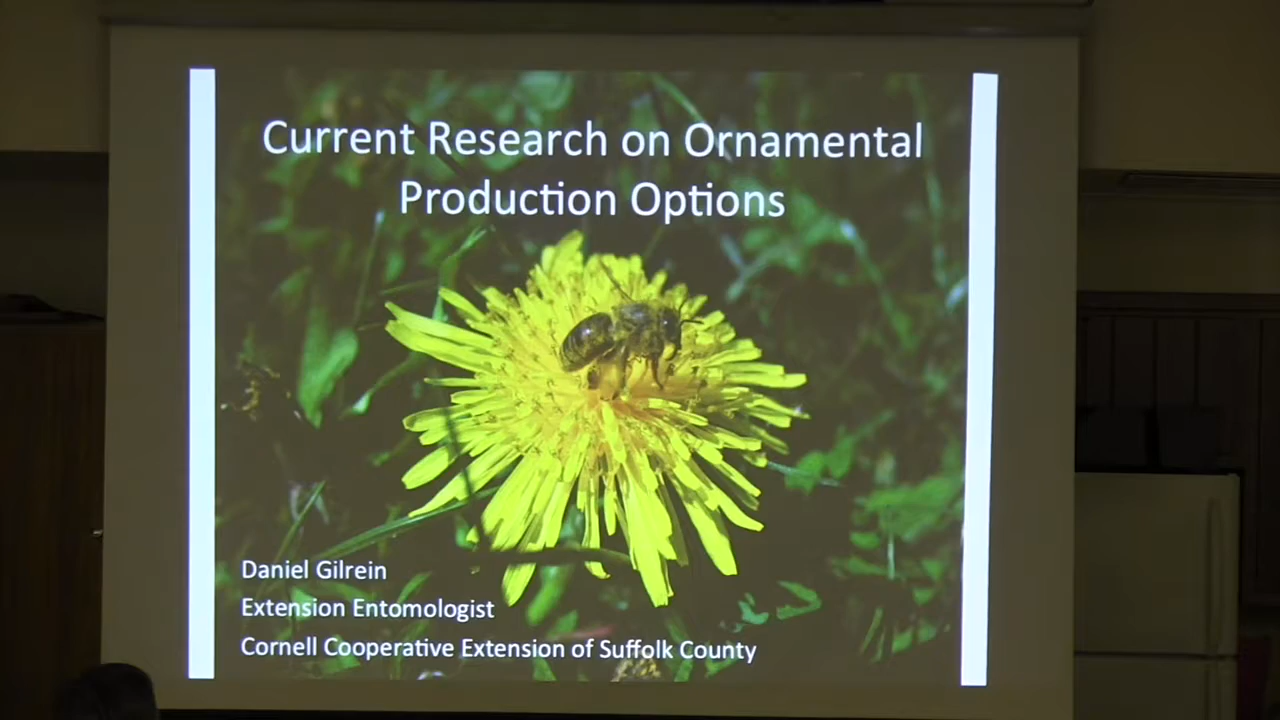 Current Research on Ornamental
Production Options
Daniel Gilrein
Extension Entomologist
Cornell Cooperative Extension of Suffolk County